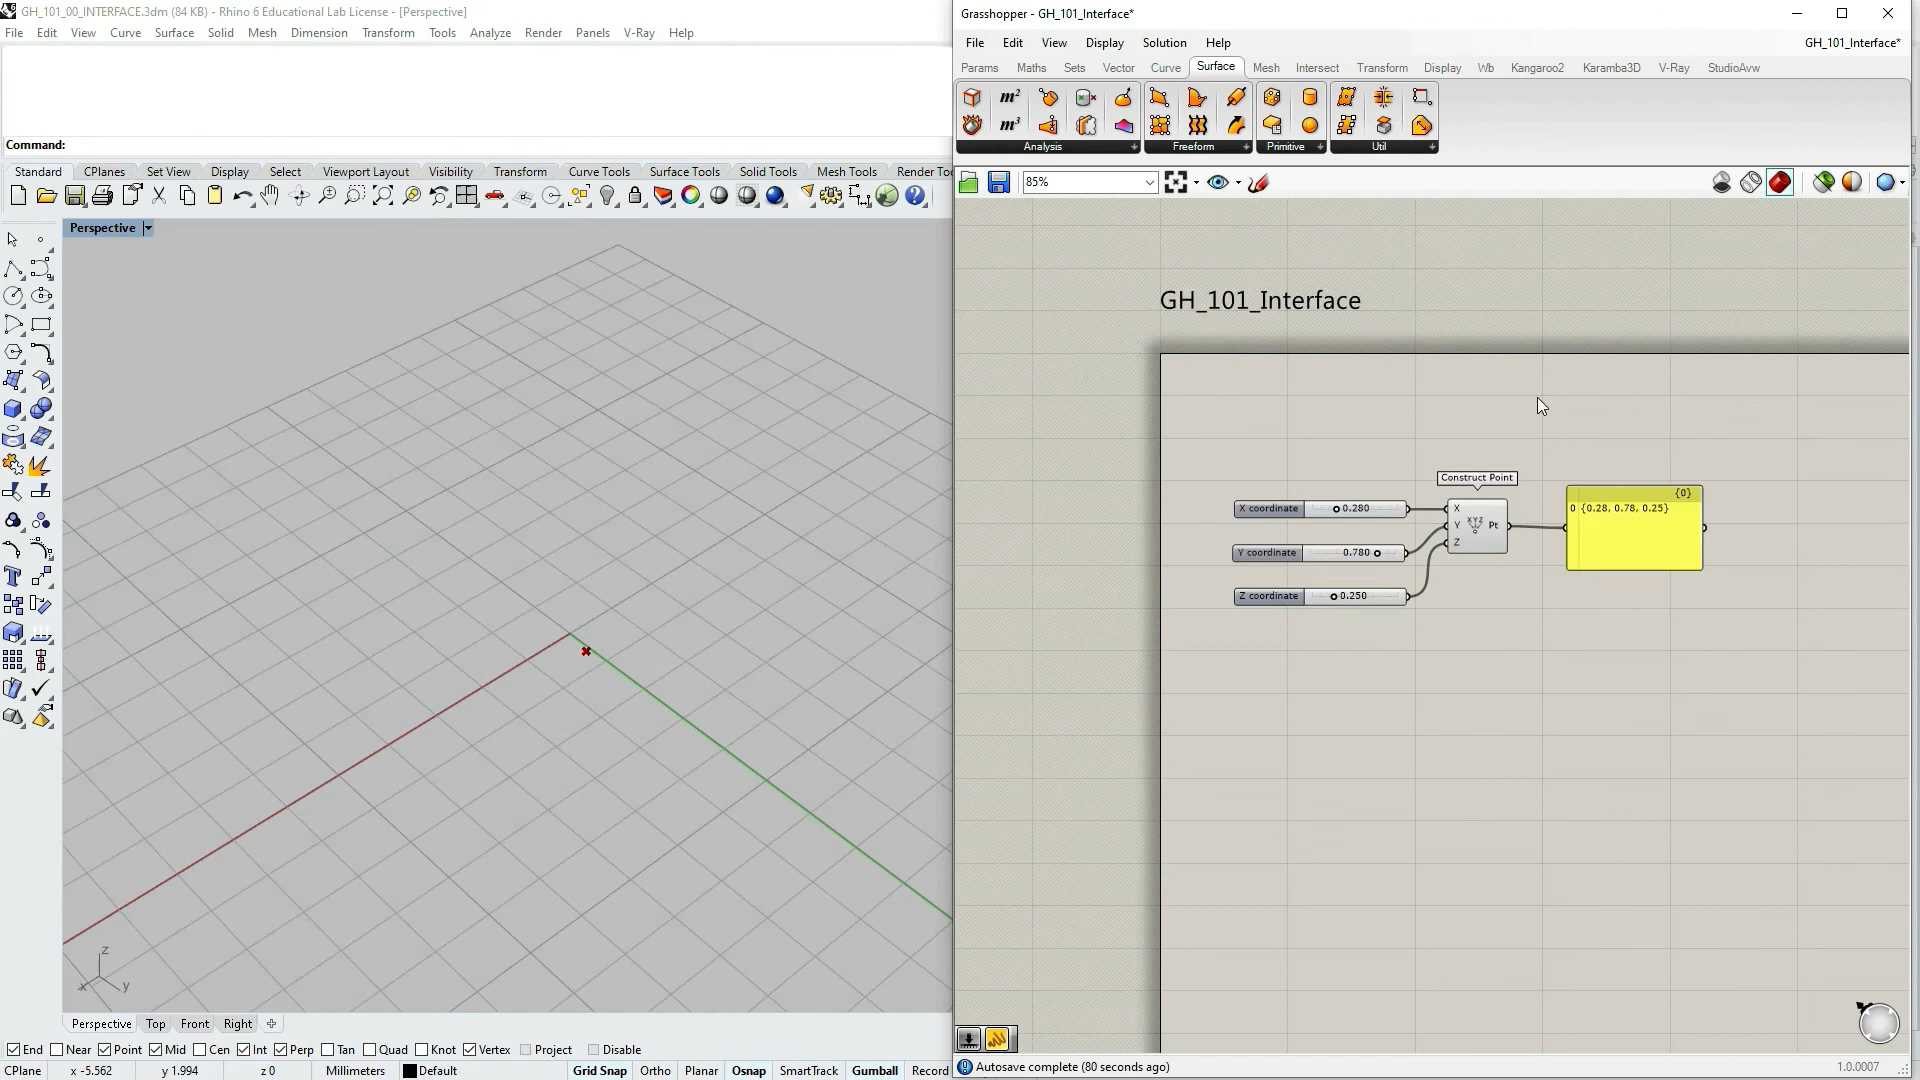 GH_101_00_INTERFACE.3dm (84 KB) - Rhino 6 Educational Lab License - [Perspective]
File Edit View Curve Surface Solid Mesh Dimension Transform Tools Analyze Render Panels V-Ray Help
Command:
Standard CPlanes Set View Display Select Viewport Layout Visibility Transform Curve Tools Surface Tools Solid Tools Mesh Tools Render Too
Perspective
z
x y
Perspective Top Front Right
End Near Point Mid Cen Int Perp Tan Quad Knot Vertex Project Disable
CPlane x -5.562 y 1.994 z 0 Millimeters Default Grid Snap Ortho Planar Osnap SmartTrack Gumball Record
Grasshopper - GH_101_Interface*
File Edit View Display Solution Help GH_101_Interface*
Params Maths Sets Vector Curve Surface Mesh Intersect Transform Display Wb Kangaroo2 Karamba3D V-Ray StudioAvw
m²
m³
Analysis Freeform Primitive Util
85%
GH_101_Interface
Construct Point
X coordinate 0.280
Y coordinate 0.780
Z coordinate 0.250
X
Y XYZ Pt
Z
{0}
0 {0.28, 0.78, 0.25}
Autosave complete (80 seconds ago) 1.0.0007